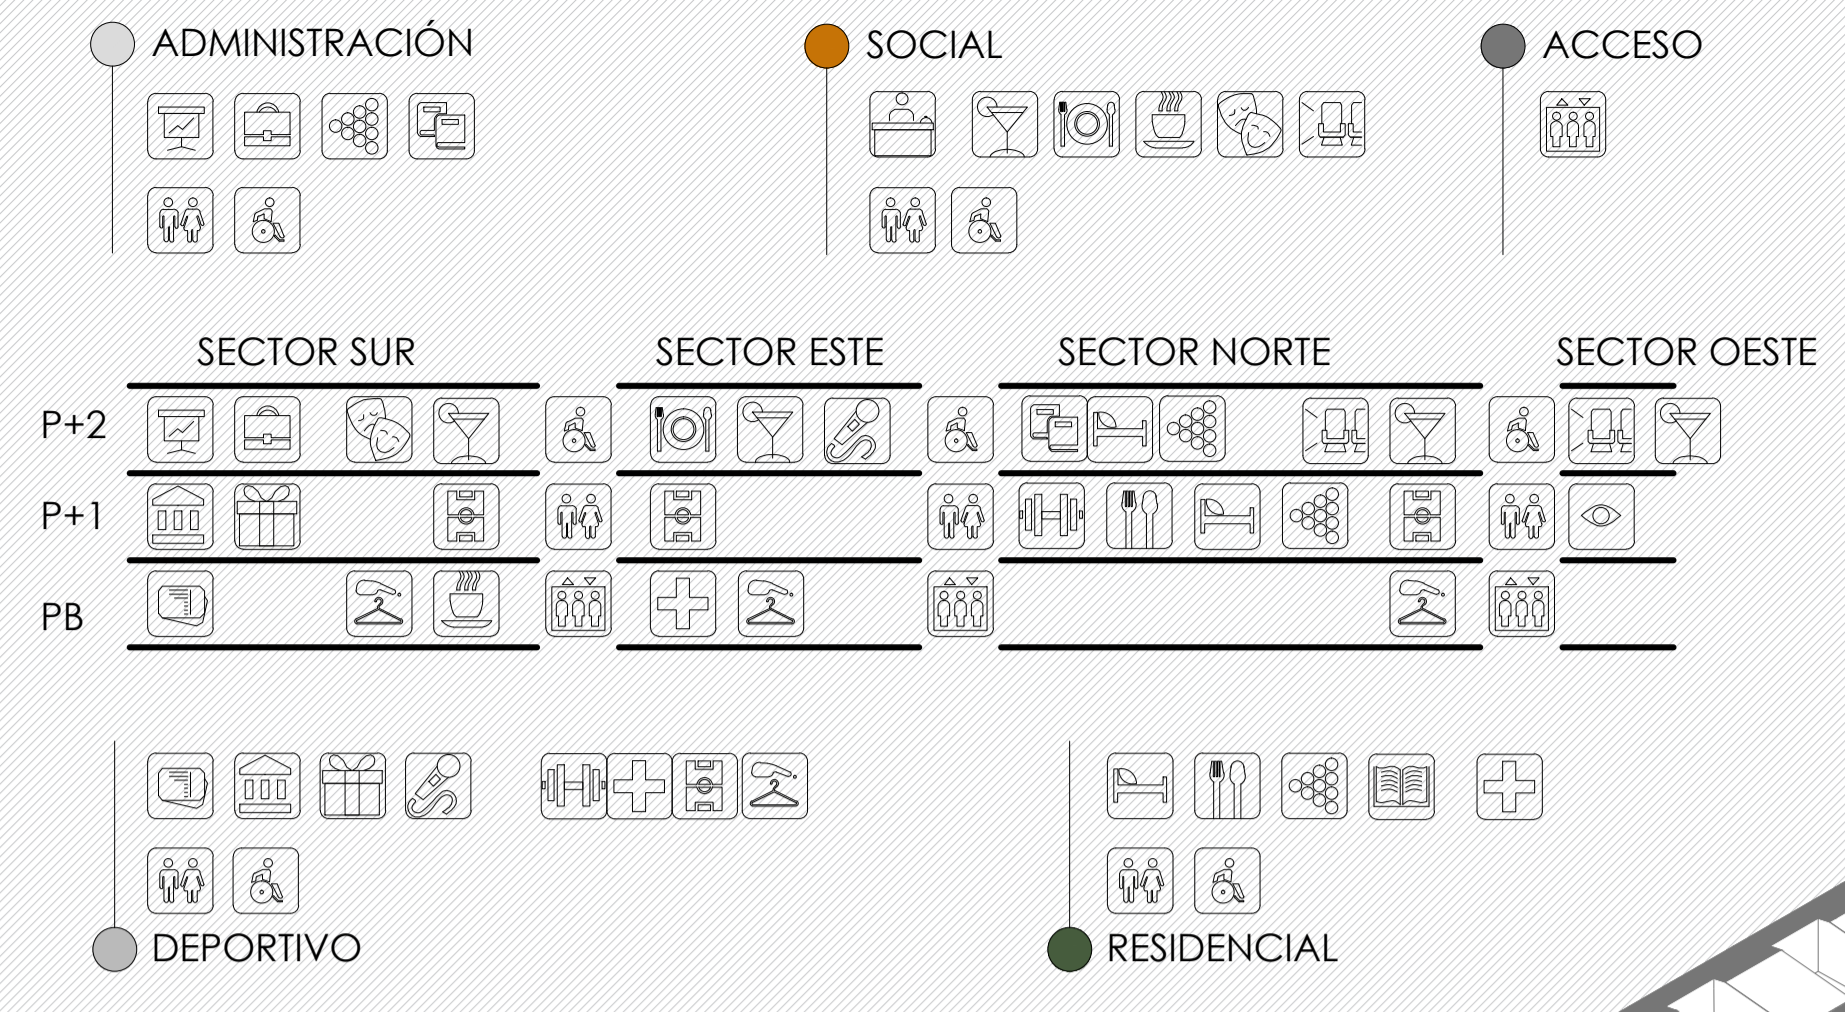 ADMINISTRACIÓN
SOCIAL
ACCESO
SECTOR SUR
SECTOR ESTE
SECTOR NORTE
SECTOR OESTE
P+2
P+1
PB
DEPORTIVO
RESIDENCIAL